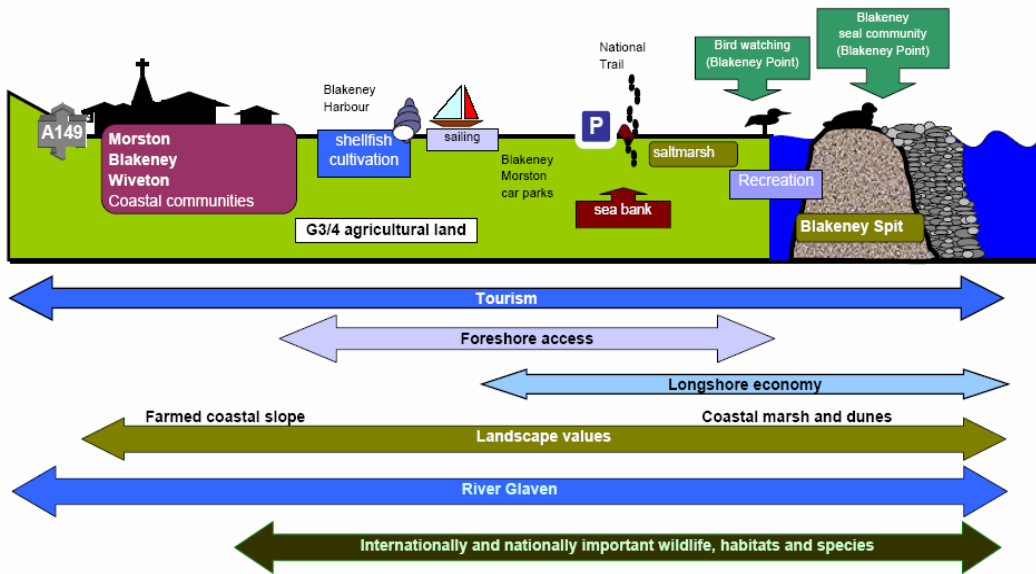 Blakeney
seal community
(Blakeney Point)
Bird watching
(Blakeney Point)
National
Trail
Blakeney
Harbour
A149
Morston
Blakeney
Wiveton
Coastal communities
shellfish
cultivation
sailing
P
saltmarsh
Blakeney
Morston
car parks
Recreation
sea bank
G3/4 agricultural land
Blakeney Spit
Tourism
Foreshore access
Longshore economy
Farmed coastal slope
Coastal marsh and dunes
Landscape values
River Glaven
Internationally and nationally important wildlife, habitats and species